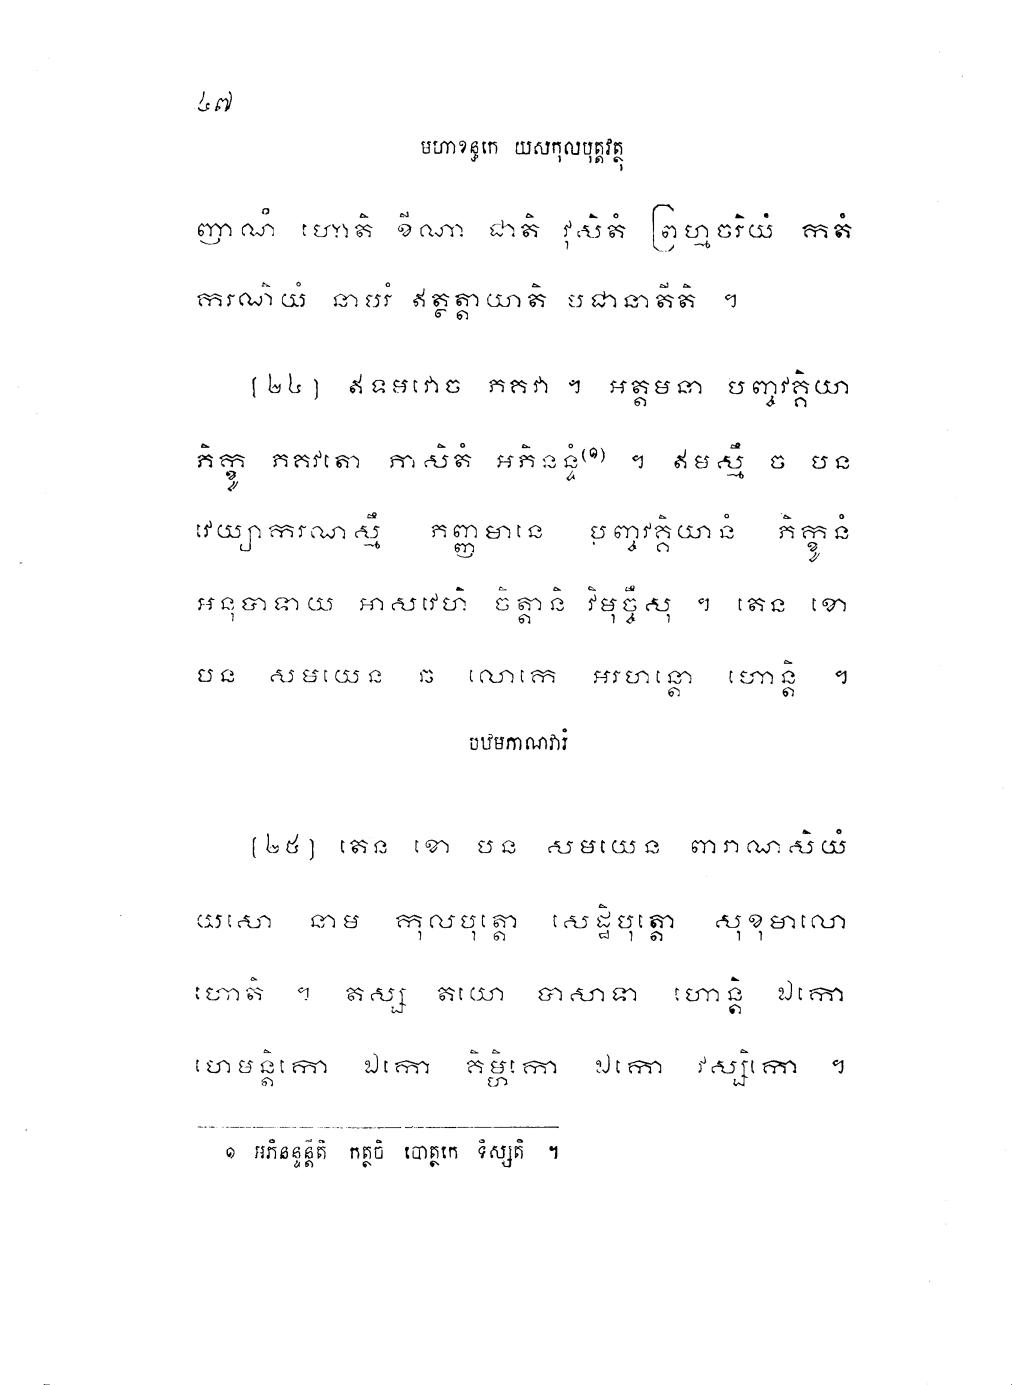 ៤៧
មហាខន្ធកេ យសកុលបុត្តវត្ថុ
ញាណំ ហោតិ ខីណា ជាតិ វុសិតំ ព្រហ្មចរិយំ កតំ
ករណីយំ នាបរំ ឥត្ថត្តាយាតិ បជានាតីតិ ។
[២៤] ឥទមវោច ភគវា ។ អត្តមនា បញ្ចវគ្គិយា
ភិក្ខូ ភគវតោ ភាសិតំ អភិនន្ទុំ(១) ។ ឥមស្មឹ ច បន
វេយ្យាករណស្មឹ ភញ្ញមានេ បញ្ចវគ្គិយានំ ភិក្ខូនំ
អនុបាទាយ អាសវេហិ ចិត្តានិ វិមុច្ចឹសុ ។ តេន ខោ
បន សមយេន ឆ លោកេ អរហន្តោ ហោន្តិ ។
បឋមភាណវារំ
[២៥] តេន ខោ បន សមយេន ពារាណសិយំ
យសោ នាម កុលបុត្តោ សេដ្ឋិបុត្តោ សុខុមាលោ
ហោតិ ។ តស្ស តយោ បាសាទា ហោន្តិ ឯកោ
ហេមន្តិកោ ឯកោ គិម្ហិកោ ឯកោ វស្សិកោ ។
១ អភិនន្ទន្តីតិ កត្ថចិ បោត្ថកេ ទិស្សតិ ។